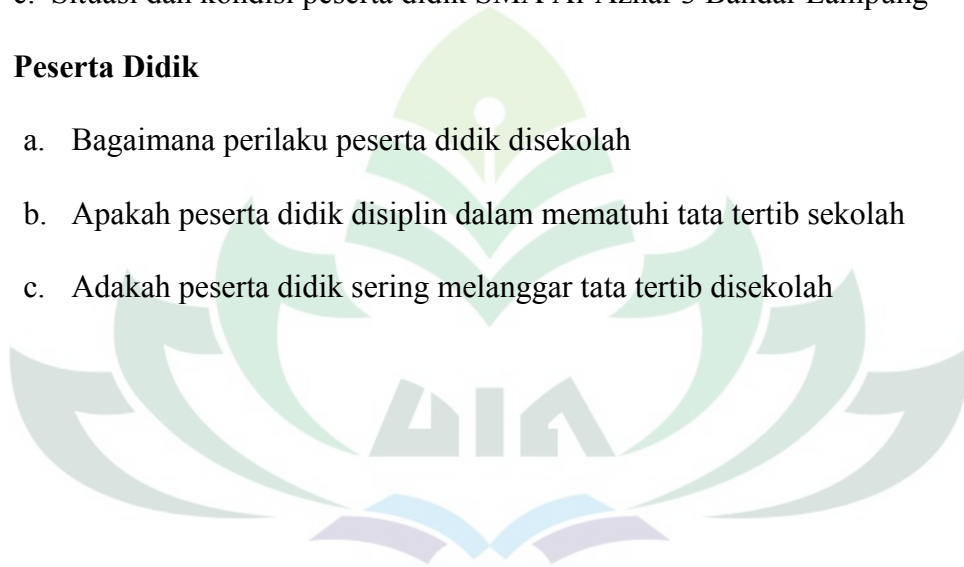 e. Situasi dan kondisi peserta didik SMA Al-Azhar 3 Bandar Lampung
Peserta Didik
a. Bagaimana perilaku peserta didik disekolah
b. Apakah peserta didik disiplin dalam mematuhi tata tertib sekolah
c. Adakah peserta didik sering melanggar tata tertib disekolah
UIN